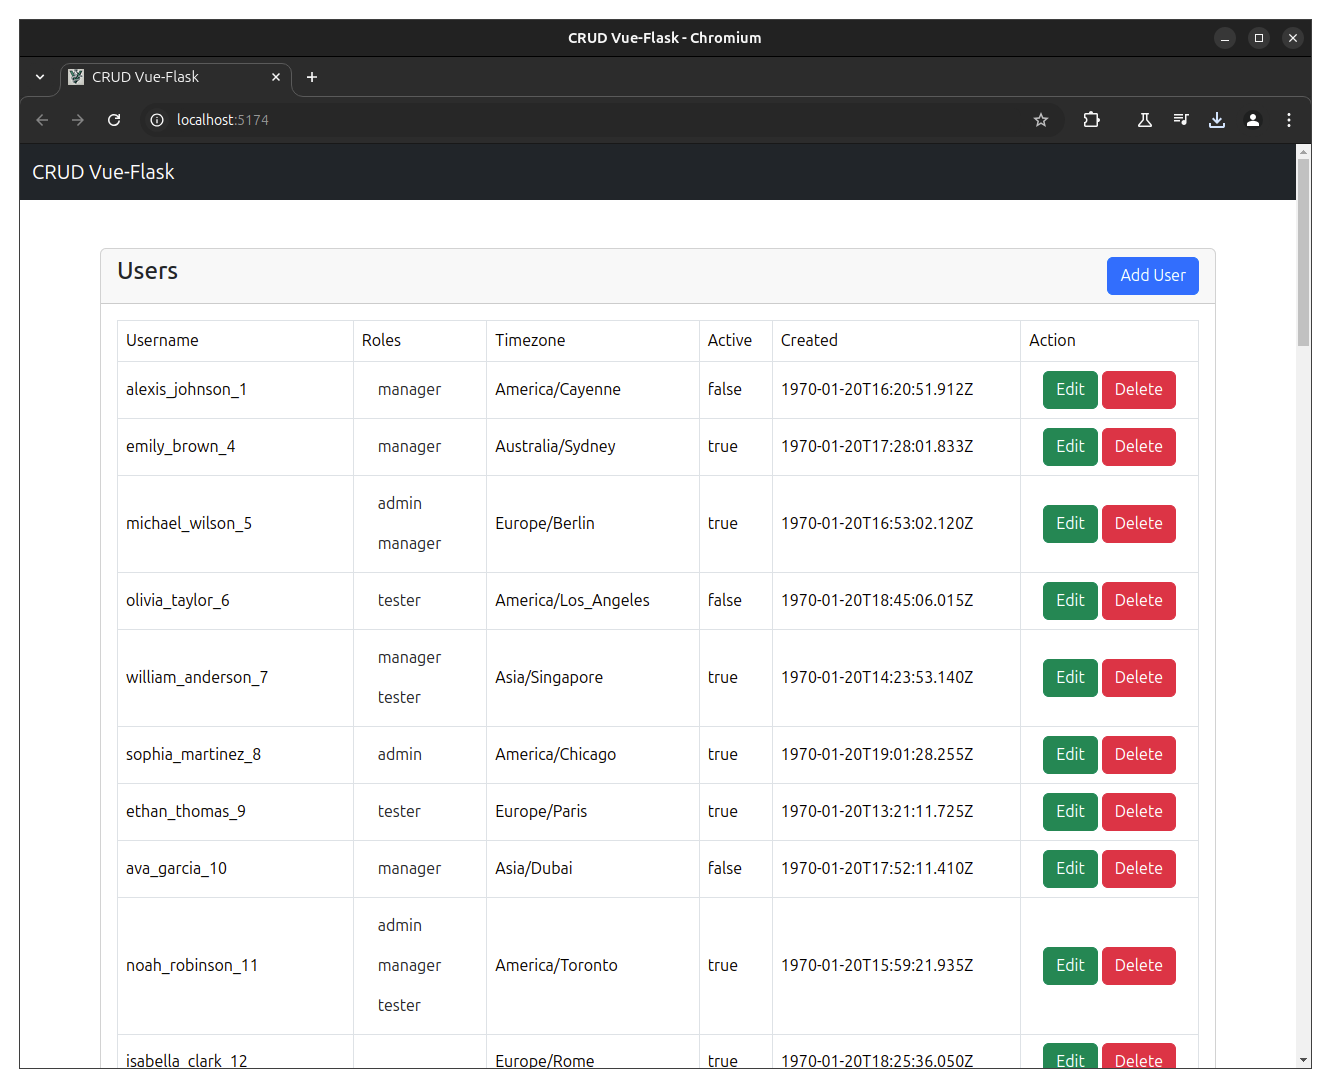 CRUD Vue-Flask - Chromium
CRUD Vue-Flask
localhost:5174
CRUD Vue-Flask
Users
Add User
Username Roles Timezone Active Created Action
alexis_johnson_1 manager America/Cayenne false 1970-01-20T16:20:51.912Z Edit Delete
emily_brown_4 manager Australia/Sydney true 1970-01-20T17:28:01.833Z Edit Delete
admin
michael_wilson_5 Europe/Berlin true 1970-01-20T16:53:02.120Z Edit Delete
manager
olivia_taylor_6 tester America/Los_Angeles false 1970-01-20T18:45:06.015Z Edit Delete
manager
william_anderson_7 Asia/Singapore true 1970-01-20T14:23:53.140Z Edit Delete
tester
sophia_martinez_8 admin America/Chicago true 1970-01-20T19:01:28.255Z Edit Delete
ethan_thomas_9 tester Europe/Paris true 1970-01-20T13:21:11.725Z Edit Delete
ava_garcia_10 manager Asia/Dubai false 1970-01-20T17:52:11.410Z Edit Delete
admin
noah_robinson_11 manager America/Toronto true 1970-01-20T15:59:21.935Z Edit Delete
tester
isabella_clark_12 Europe/Rome true 1970-01-20T18:25:36.050Z Edit Delete